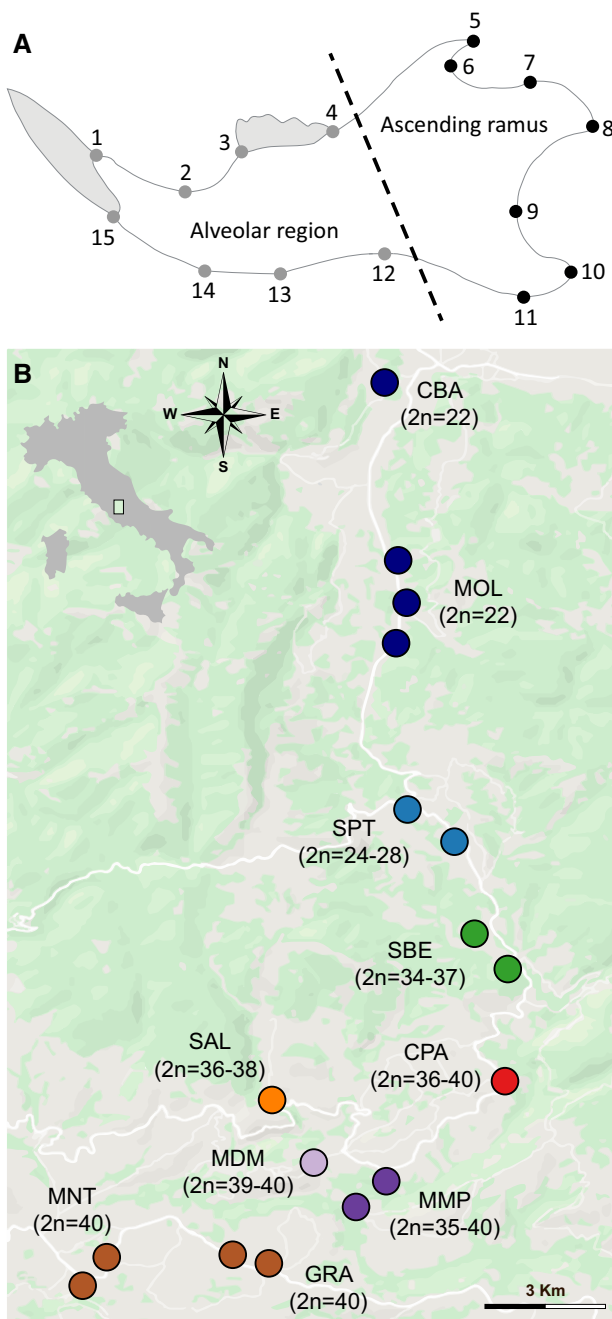 A
5
6
7
4
Ascending ramus
8
3
1
2
9
15
Alveolar region
12
10
14
13
11
B
N
W
E
S
CBA
(2n=22)
MOL
(2n=22)
SPT
(2n=24-28)
SBE
(2n=34-37)
SAL
(2n=36-38)
CPA
(2n=36-40)
MDM
(2n=39-40)
MMP
(2n=35-40)
MNT
(2n=40)
GRA
(2n=40)
3 Km